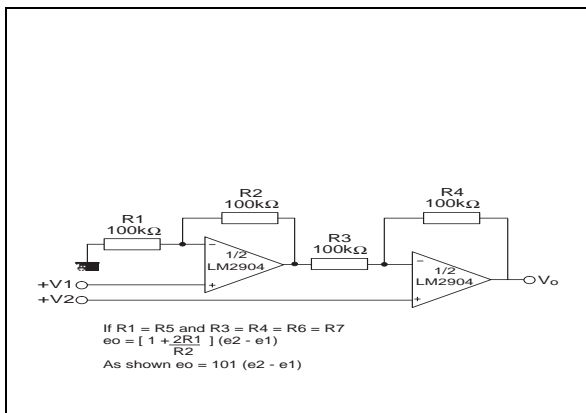 R2
100kΩ
R4
100kΩ
R1
100kΩ
R3
100kΩ
1/2
LM2904
1/2
LM2904
+V1
+V2
Vo
If R1 = R5 and R3 = R4 = R6 = R7
eo = [ 1 + 2R1/R2 ] (e2 - e1)
As shown eo = 101 (e2 - e1)